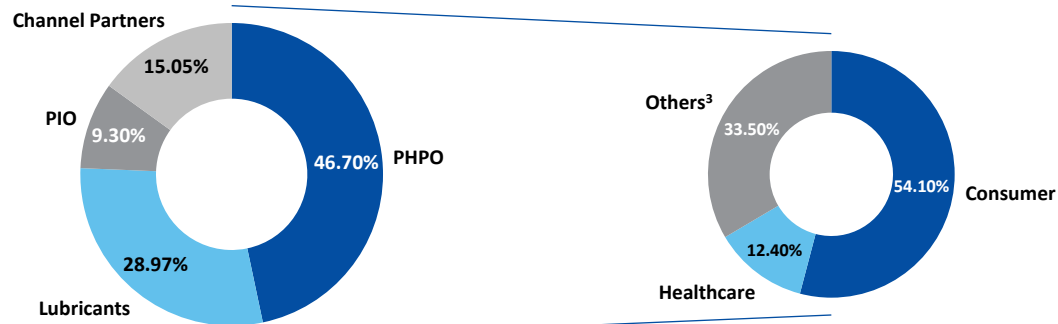 Channel Partners
15.05%
PIO
9.30%
46.70%
PHPO
28.97%
Lubricants
Others³
33.50%
54.10%
Consumer
12.40%
Healthcare